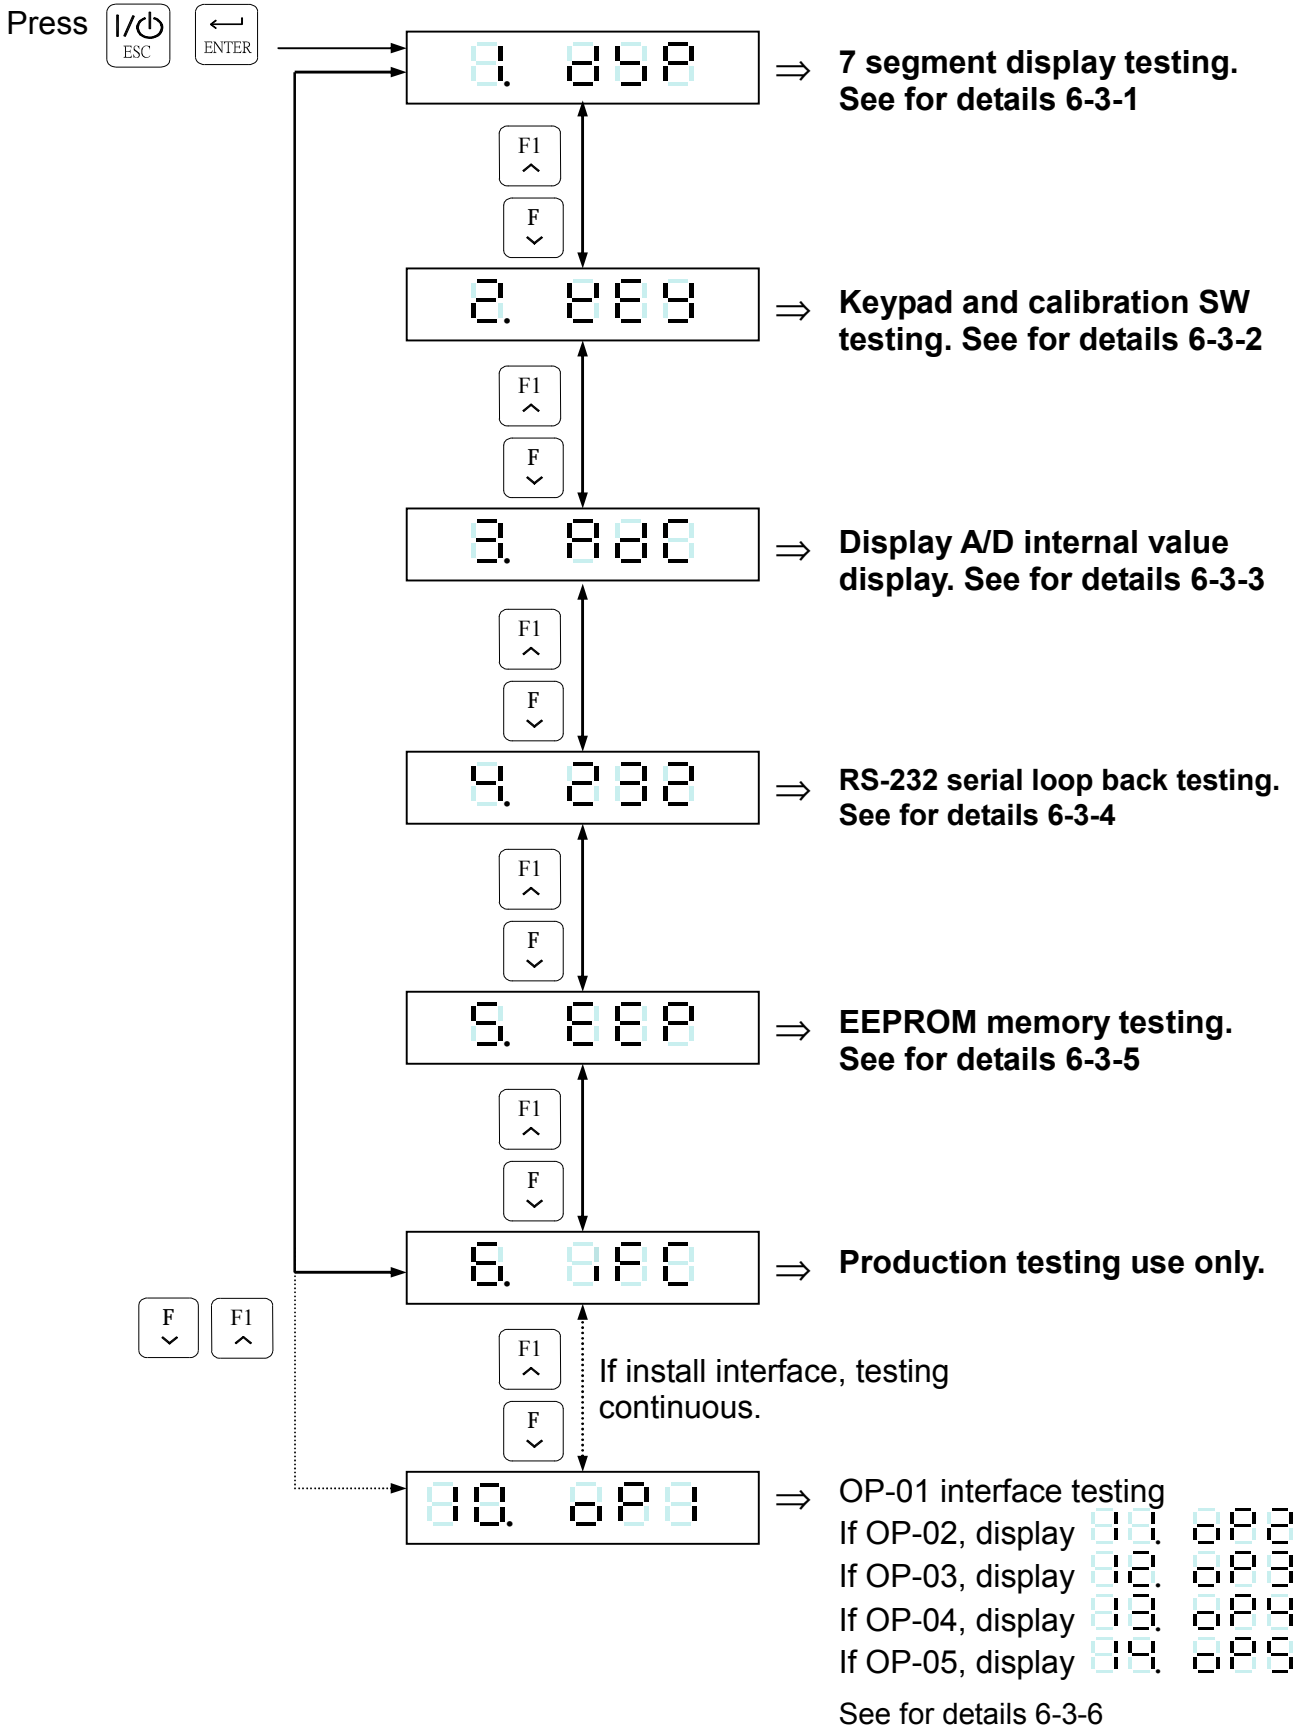 Press I/⏻ ESC ENTER
1. dSP ⇒ 7 segment display testing.
See for details 6-3-1
F1
F
2. KEY ⇒ Keypad and calibration SW
testing. See for details 6-3-2
F1
F
3. AdC ⇒ Display A/D internal value
display. See for details 6-3-3
F1
F
4. 232 ⇒ RS-232 serial loop back testing.
See for details 6-3-4
F1
F
5. EEP ⇒ EEPROM memory testing.
See for details 6-3-5
F1
F
6. iFC ⇒ Production testing use only.
F F1
F1
If install interface, testing
continuous.
F
10. oP1 ⇒ OP-01 interface testing
If OP-02, display 11. oP2
If OP-03, display 12. oP3
If OP-04, display 13. oP4
If OP-05, display 14. oP5
See for details 6-3-6